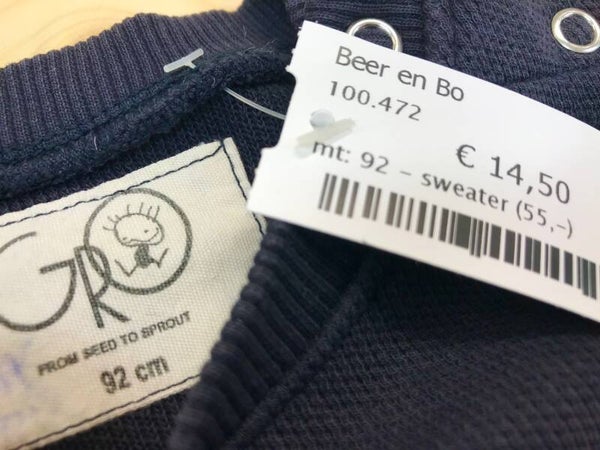 Beer en Bo
100.472
€ 14,50
mt: 92 - sweater (55,-)
GRO
FROM SEED TO SPROUT
92 cm